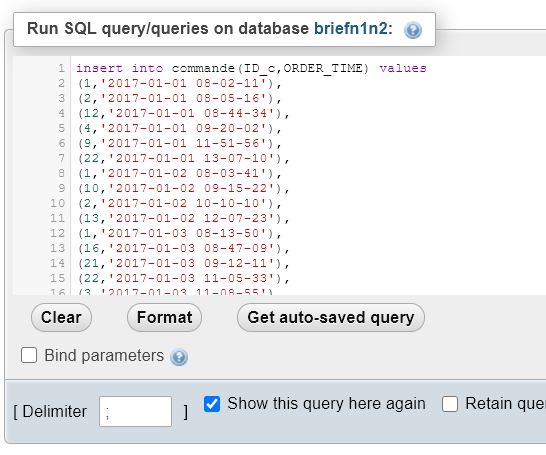 Run SQL query/queries on database briefn1n2:
1 insert into commande(ID_c,ORDER_TIME) values
2 (1,'2017-01-01 08-02-11'),
3 (2,'2017-01-01 08-05-16'),
4 (12,'2017-01-01 08-44-34'),
5 (4,'2017-01-01 09-20-02'),
6 (9,'2017-01-01 11-51-56'),
7 (22,'2017-01-01 13-07-10'),
8 (1,'2017-01-02 08-03-41'),
9 (10,'2017-01-02 09-15-22'),
10 (2,'2017-01-02 10-10-10'),
11 (13,'2017-01-02 12-07-23'),
12 (1,'2017-01-03 08-13-50'),
13 (16,'2017-01-03 08-47-09'),
14 (21,'2017-01-03 09-12-11'),
15 (22,'2017-01-03 11-05-33'),
16 (3,'2017-01-03 11-08-55')
Clear Format Get auto-saved query
Bind parameters
[ Delimiter ; ] Show this query here again Retain que